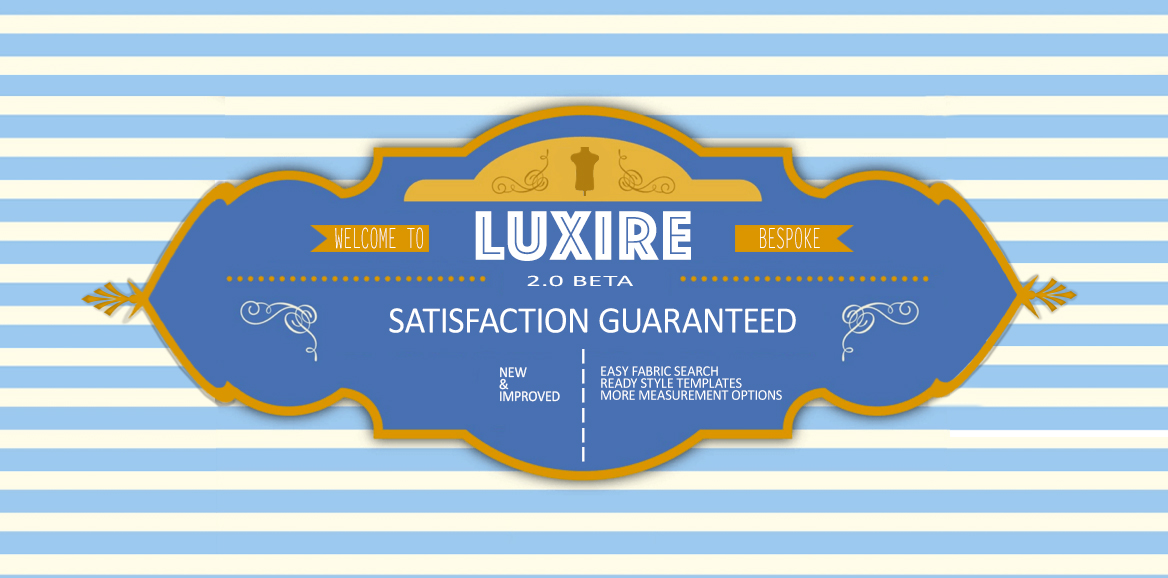 WELCOME TO
LUXIRE
BESPOKE
2.0 BETA
SATISFACTION GUARANTEED
NEW
&
IMPROVED
EASY FABRIC SEARCH
READY STYLE TEMPLATES
MORE MEASUREMENT OPTIONS